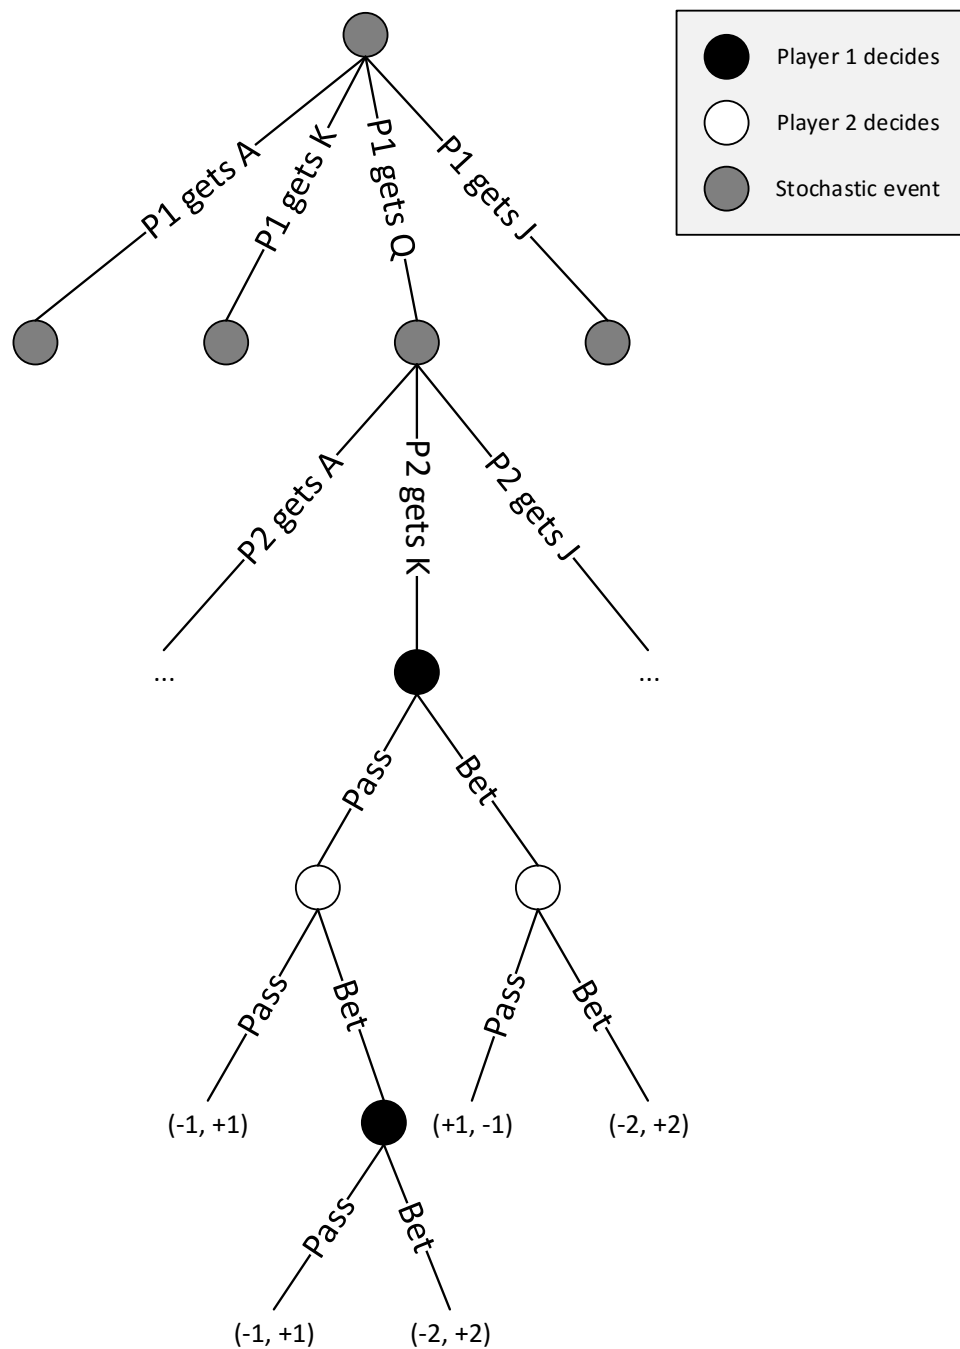 Player 1 decides
Player 2 decides
Stochastic event
P1 gets A
P1 gets K
P1 gets Q
P1 gets J
P2 gets A
P2 gets K
P2 gets J
...
...
Pass
Bet
Pass
Bet
Pass
Bet
(-1, +1)
(+1, -1)
(-2, +2)
Pass
Bet
(-1, +1)
(-2, +2)